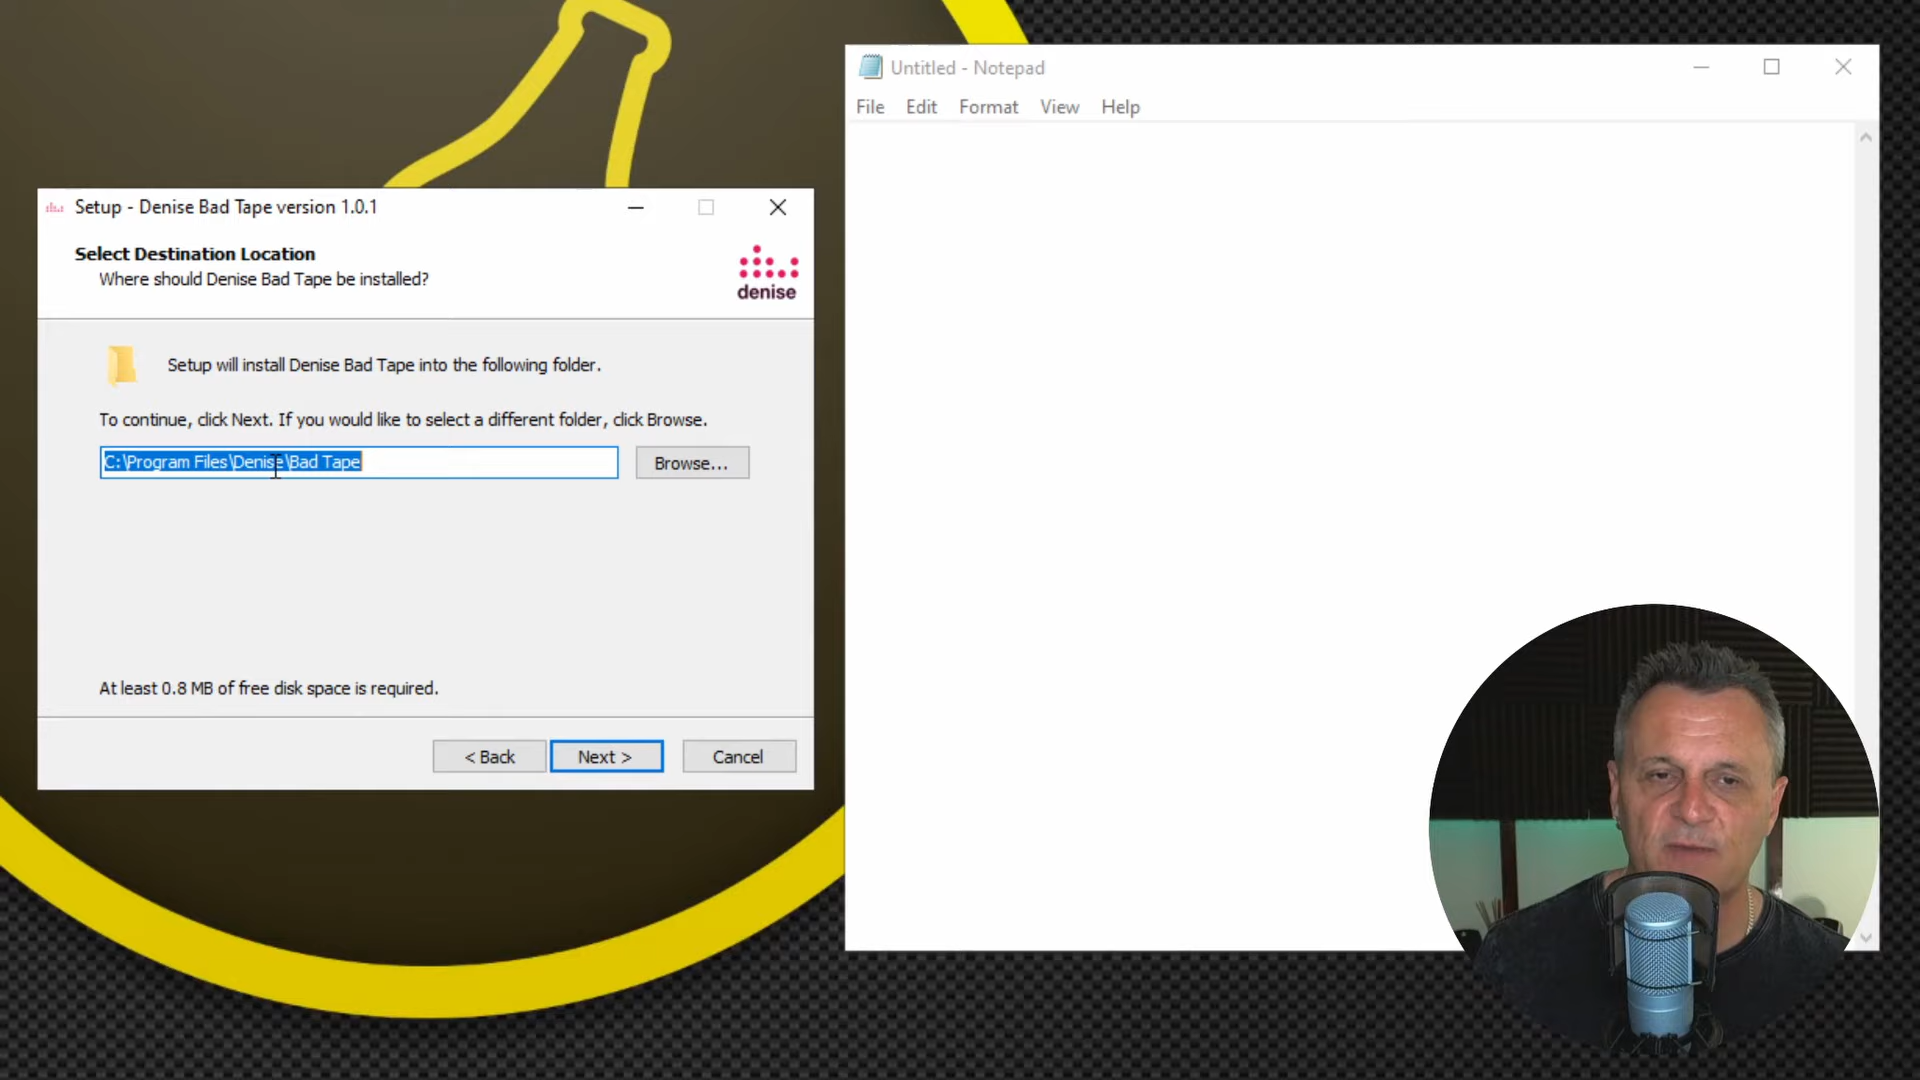 Setup - Denise Bad Tape version 1.0.1
Select Destination Location
Where should Denise Bad Tape be installed?
denise
Setup will install Denise Bad Tape into the following folder.
To continue, click Next. If you would like to select a different folder, click Browse.
C:\Program Files\Denise\Bad Tape
Browse...
At least 0.8 MB of free disk space is required.
< Back
Next >
Cancel
Untitled - Notepad
File Edit Format View Help